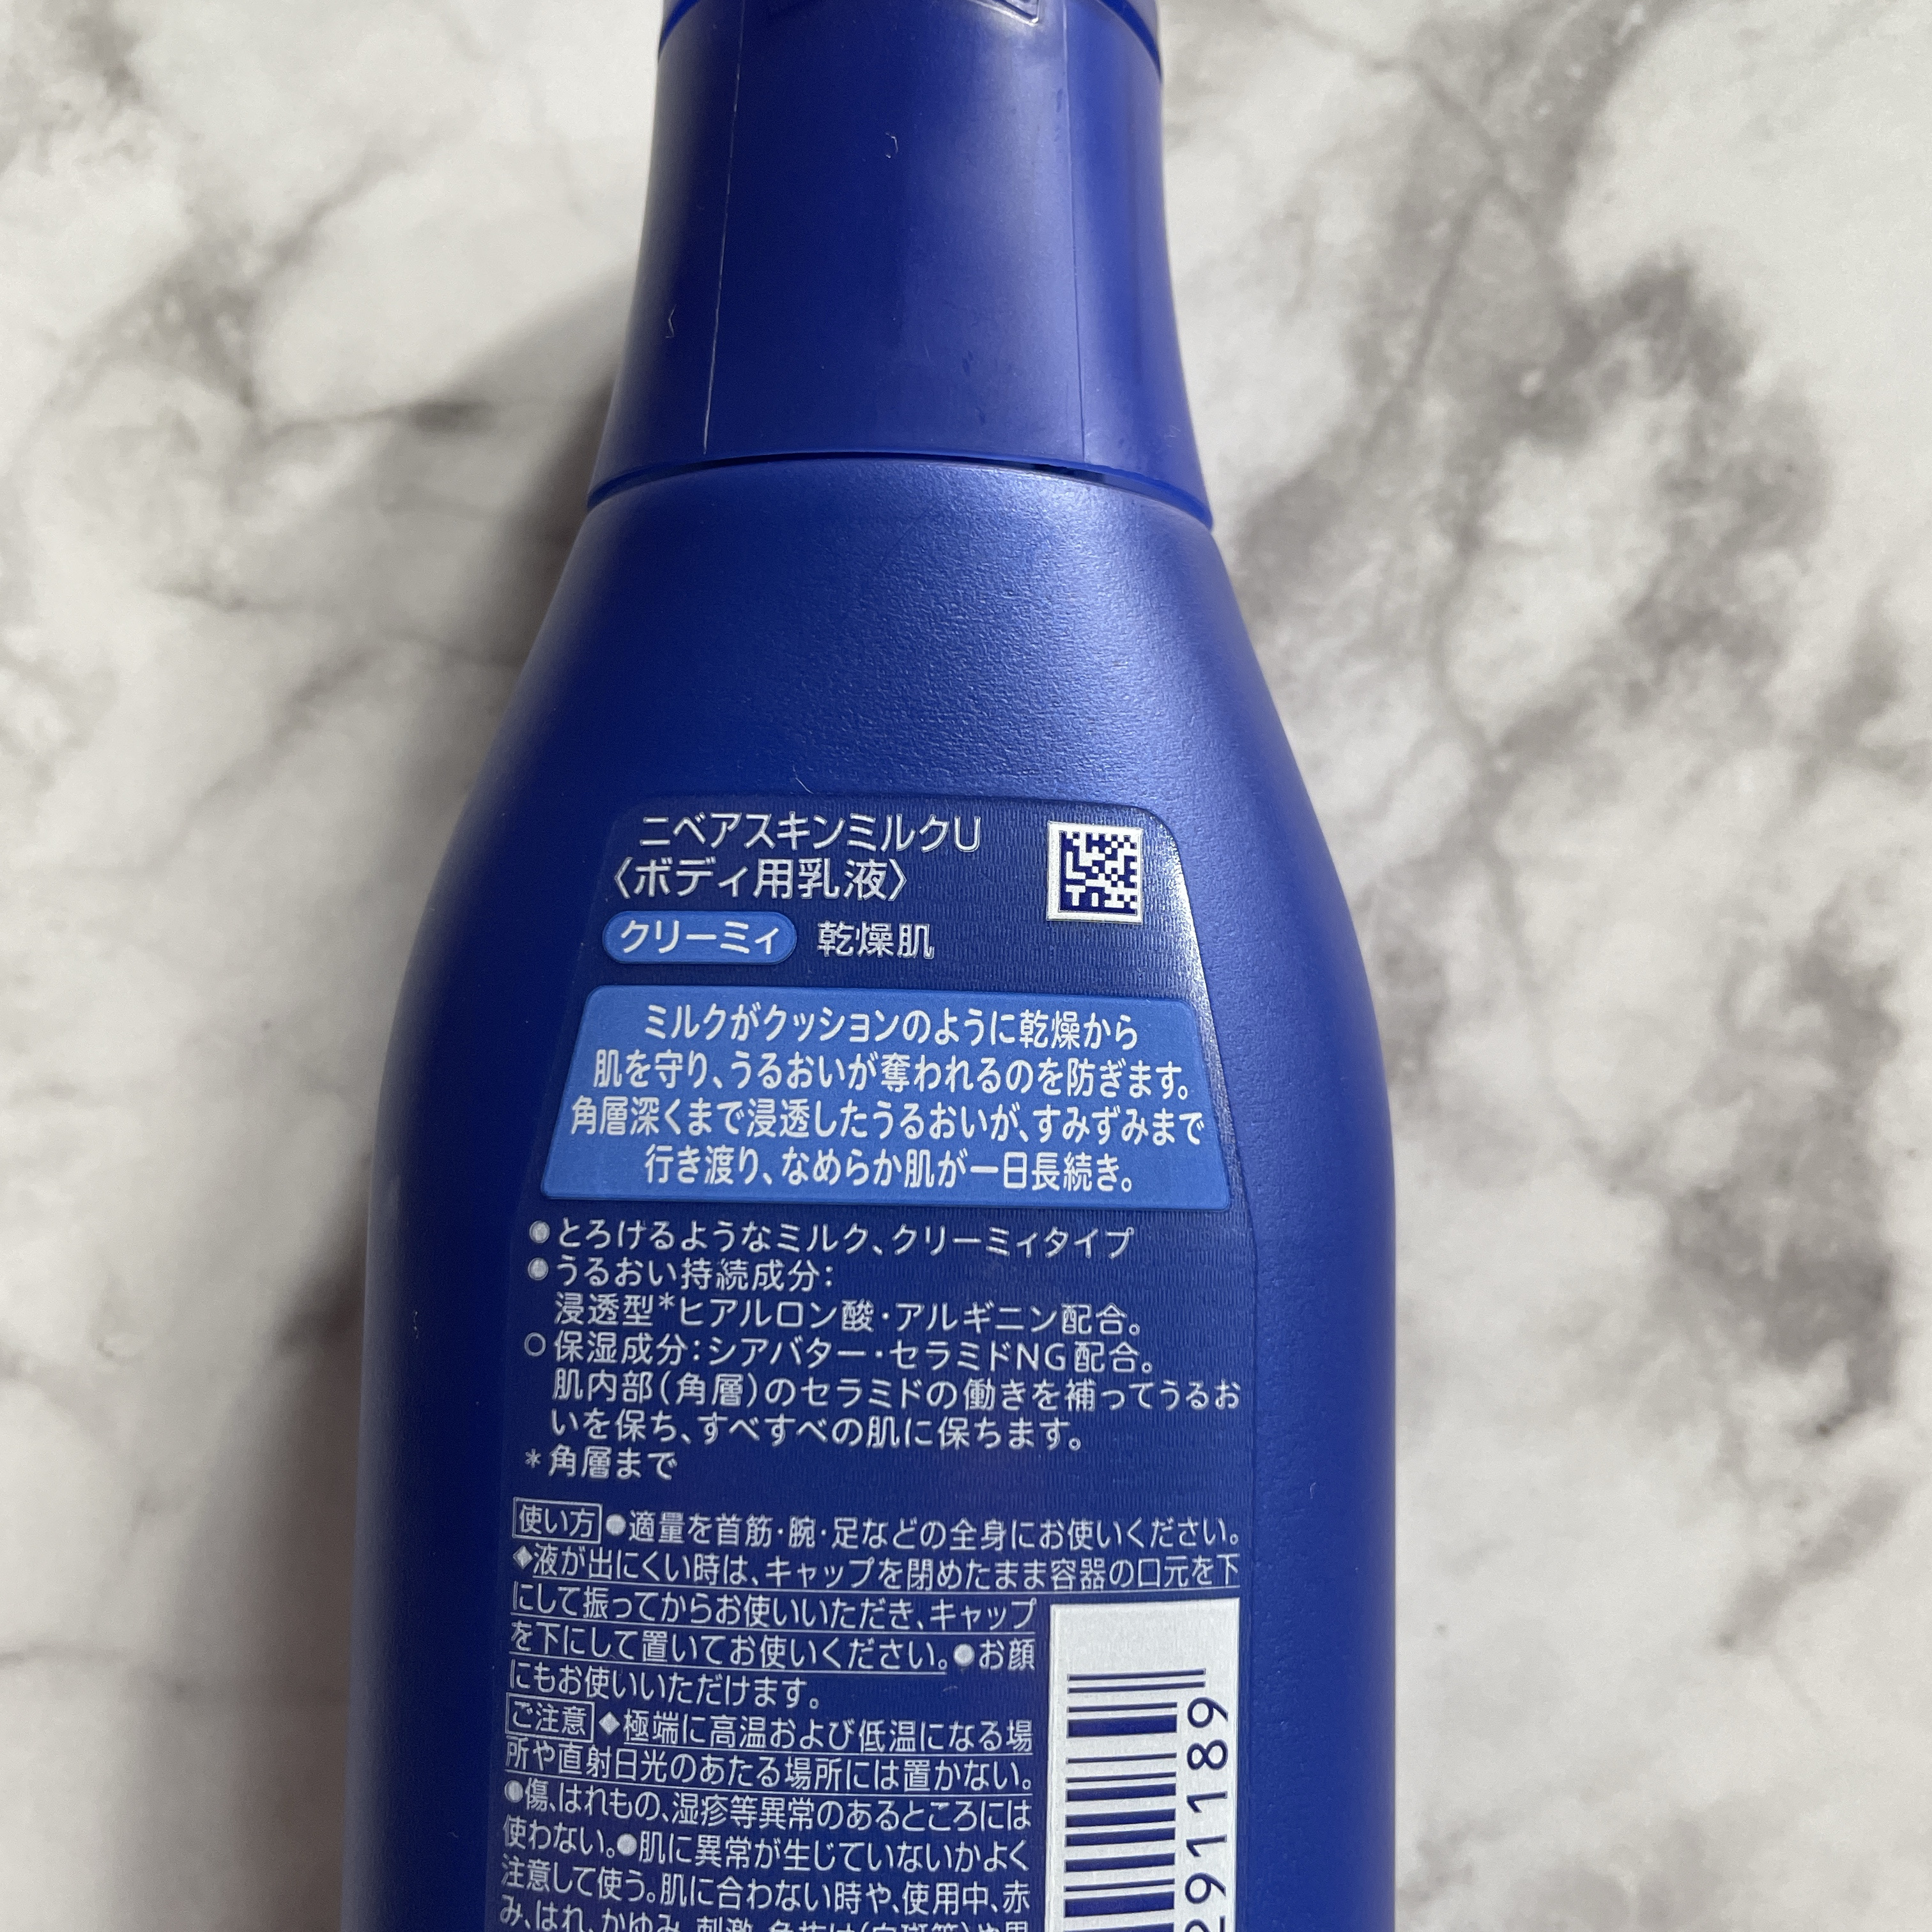 ニベアスキンミルクU
〈ボディ用乳液〉
クリーミィ 乾燥肌
ミルクがクッションのように乾燥から
肌を守り、うるおいが奪われるのを防ぎます。
角層深くまで浸透したうるおいが、すみずみまで
行き渡り、なめらか肌が一日長続き。
●とろけるようなミルク、クリーミィタイプ
●うるおい持続成分:
浸透型*ヒアルロン酸・アルギニン配合。
○保湿成分:シアバター・セラミドNG配合。
肌内部(角層)のセラミドの働きを補ってうるお
いを保ち、すべすべの肌に保ちます。
*角層まで
使い方 ●適量を首筋・腕・足などの全身にお使いください。
◆液が出にくい時は、キャップを閉めたまま容器の口元を下
にして振ってからお使いいただき、キャップ
を下にして置いてお使いください。●お顔
にもお使いいただけます。
ご注意 ◆極端に高温および低温になる場
所や直射日光のあたる場所には置かない。
●傷、はれもの、湿疹等異常のあるところには
使わない。●肌に異常が生じていないかよく
注意して使う。肌に合わない時や、使用中、赤
み、はれ、かゆみ、刺激、色抜け(白斑等)や黒
291189